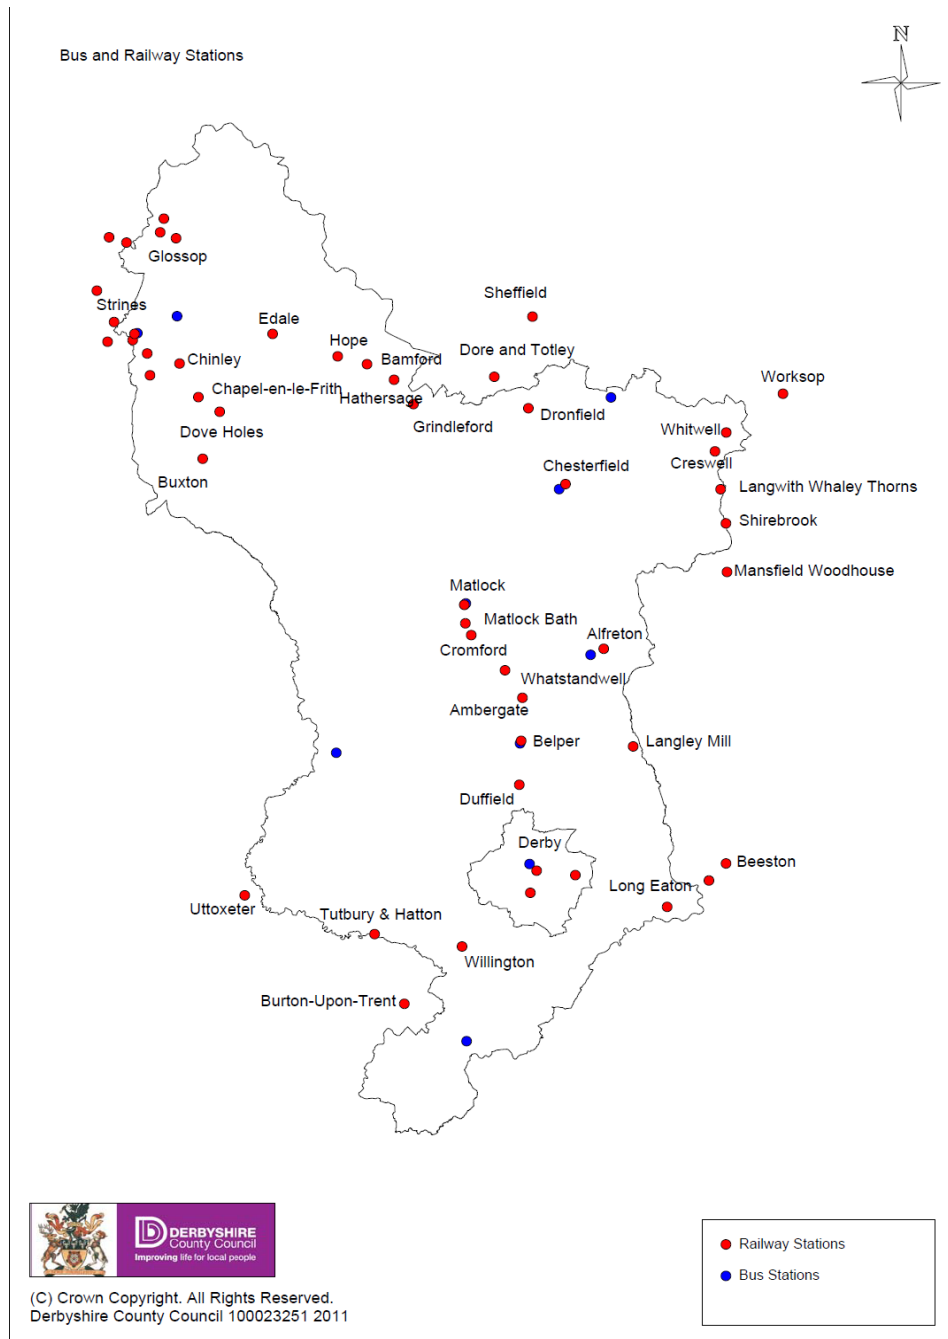 N
Bus and Railway Stations
Glossop
Sheffield
Strines
Edale
Hope
Dore and Totley
Chinley
Bamford
Worksop
Chapel-en-le-Frith
Hathersage
Dronfield
Grindleford
Dove Holes
Whitwell
Creswell
Chesterfield
Buxton
Langwith Whaley Thorns
Shirebrook
Mansfield Woodhouse
Matlock
Matlock Bath
Alfreton
Cromford
Whatstandwell
Ambergate
Belper
Langley Mill
Duffield
Derby
Beeston
Long Eaton
Uttoxeter
Tutbury & Hatton
Willington
Burton-Upon-Trent
DERBYSHIRE
County Council
Improving life for local people
Railway Stations
Bus Stations
(C) Crown Copyright. All Rights Reserved.
Derbyshire County Council 100023251 2011